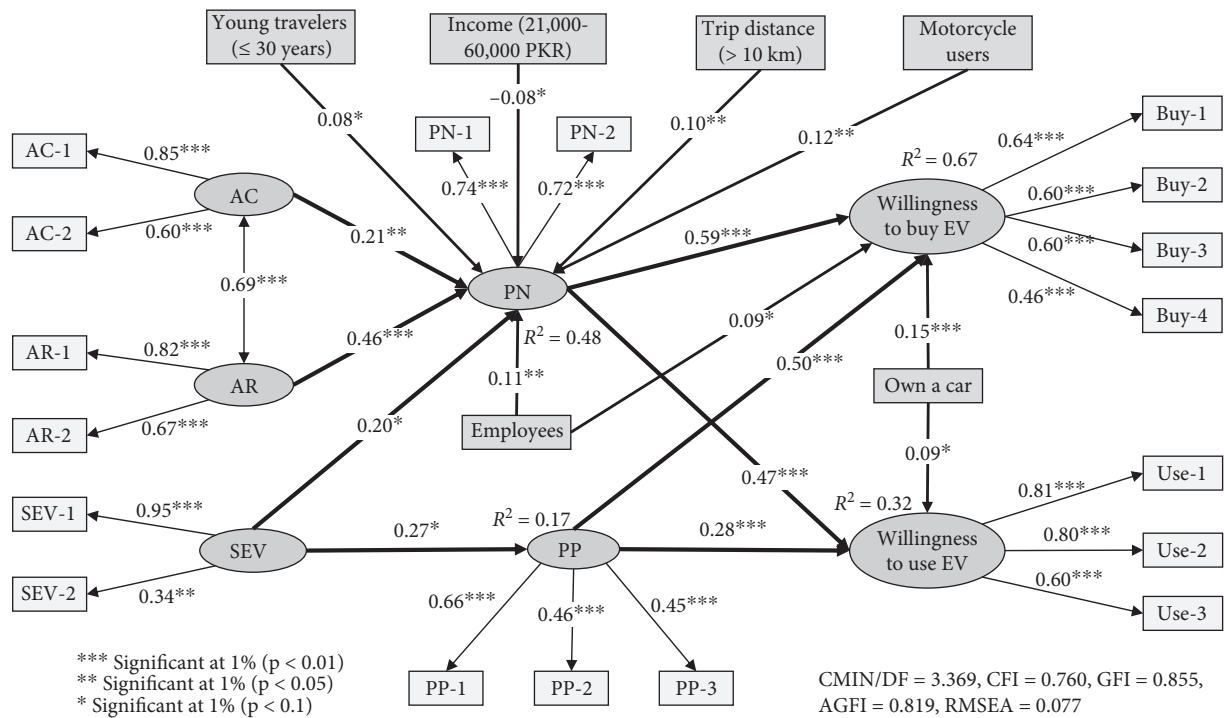 Young travelers
(≤ 30 years)
Income (21,000-
60,000 PKR)
Trip distance
(> 10 km)
Motorcycle
users
0.08*
–0.08*
0.10**
0.12**
PN-1
PN-2
0.74***
0.72***
AC-1
AC-2
0.85***
0.60***
AC
0.21**
0.69***
AR-1
AR-2
0.82***
0.67***
AR
0.46***
PN
R² = 0.48
0.59***
R² = 0.67
Willingness
to buy EV
0.64***
0.60***
0.60***
0.46***
Buy-1
Buy-2
Buy-3
Buy-4
0.09*
0.11**
Employees
0.20*
0.50***
0.15***
Own a car
0.09*
0.47***
SEV-1
SEV-2
0.95***
0.34**
SEV
0.27*
R² = 0.17
PP
0.28***
R² = 0.32
Willingness
to use EV
0.81***
0.80***
0.60***
Use-1
Use-2
Use-3
0.66***
0.46***
0.45***
PP-1
PP-2
PP-3
*** Significant at 1% (p < 0.01)
** Significant at 1% (p < 0.05)
* Significant at 1% (p < 0.1)
CMIN/DF = 3.369, CFI = 0.760, GFI = 0.855,
AGFI = 0.819, RMSEA = 0.077